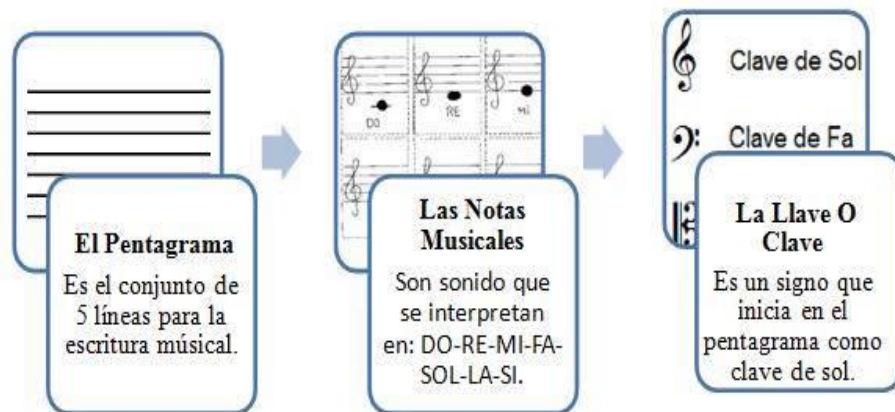 El Pentagrama
Es el conjunto de
5 líneas para la
escritura músical.
DO
RE
MI
Las Notas
Musicales
Son sonido que
se interpretan
en: DO-RE-MI-FA-
SOL-LA-SI.
Clave de Sol
Clave de Fa
La Llave O
Clave
Es un signo que
inicia en el
pentagrama como
clave de sol.